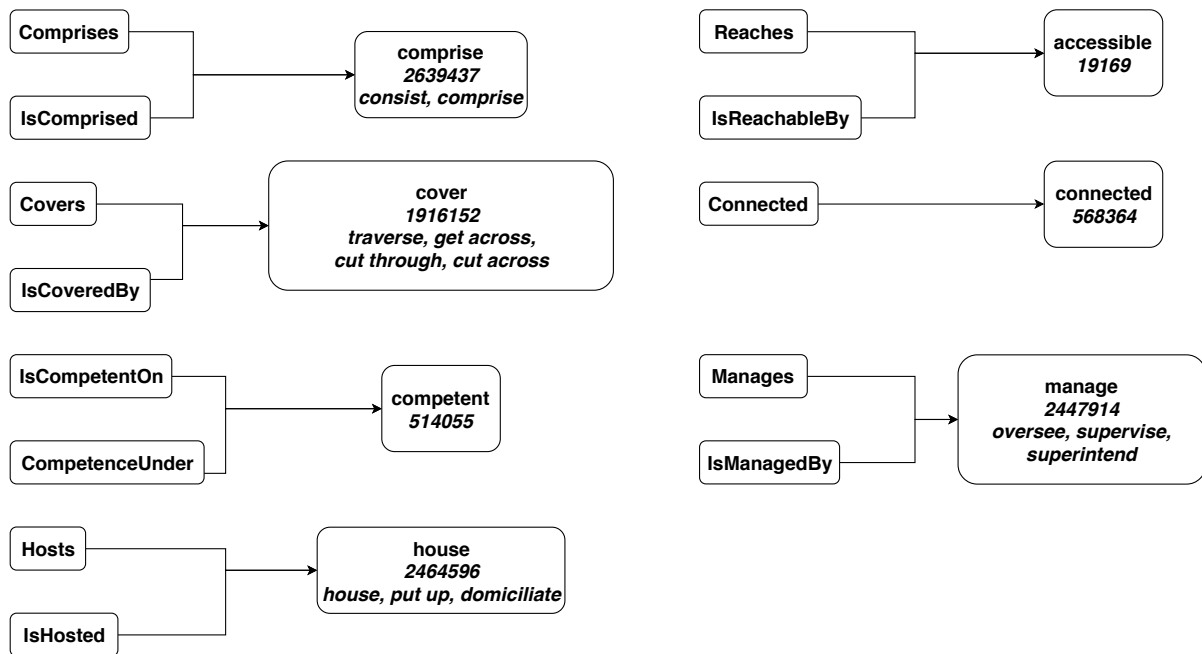 Comprises
IsComprised
comprise
2639437
consist, comprise
Covers
IsCoveredBy
cover
1916152
traverse, get across,
cut through, cut across
IsCompetentOn
CompetenceUnder
competent
514055
Hosts
IsHosted
house
2464596
house, put up, domiciliate
Reaches
IsReachableBy
accessible
19169
Connected
connected
568364
Manages
IsManagedBy
manage
2447914
oversee, supervise,
superintend